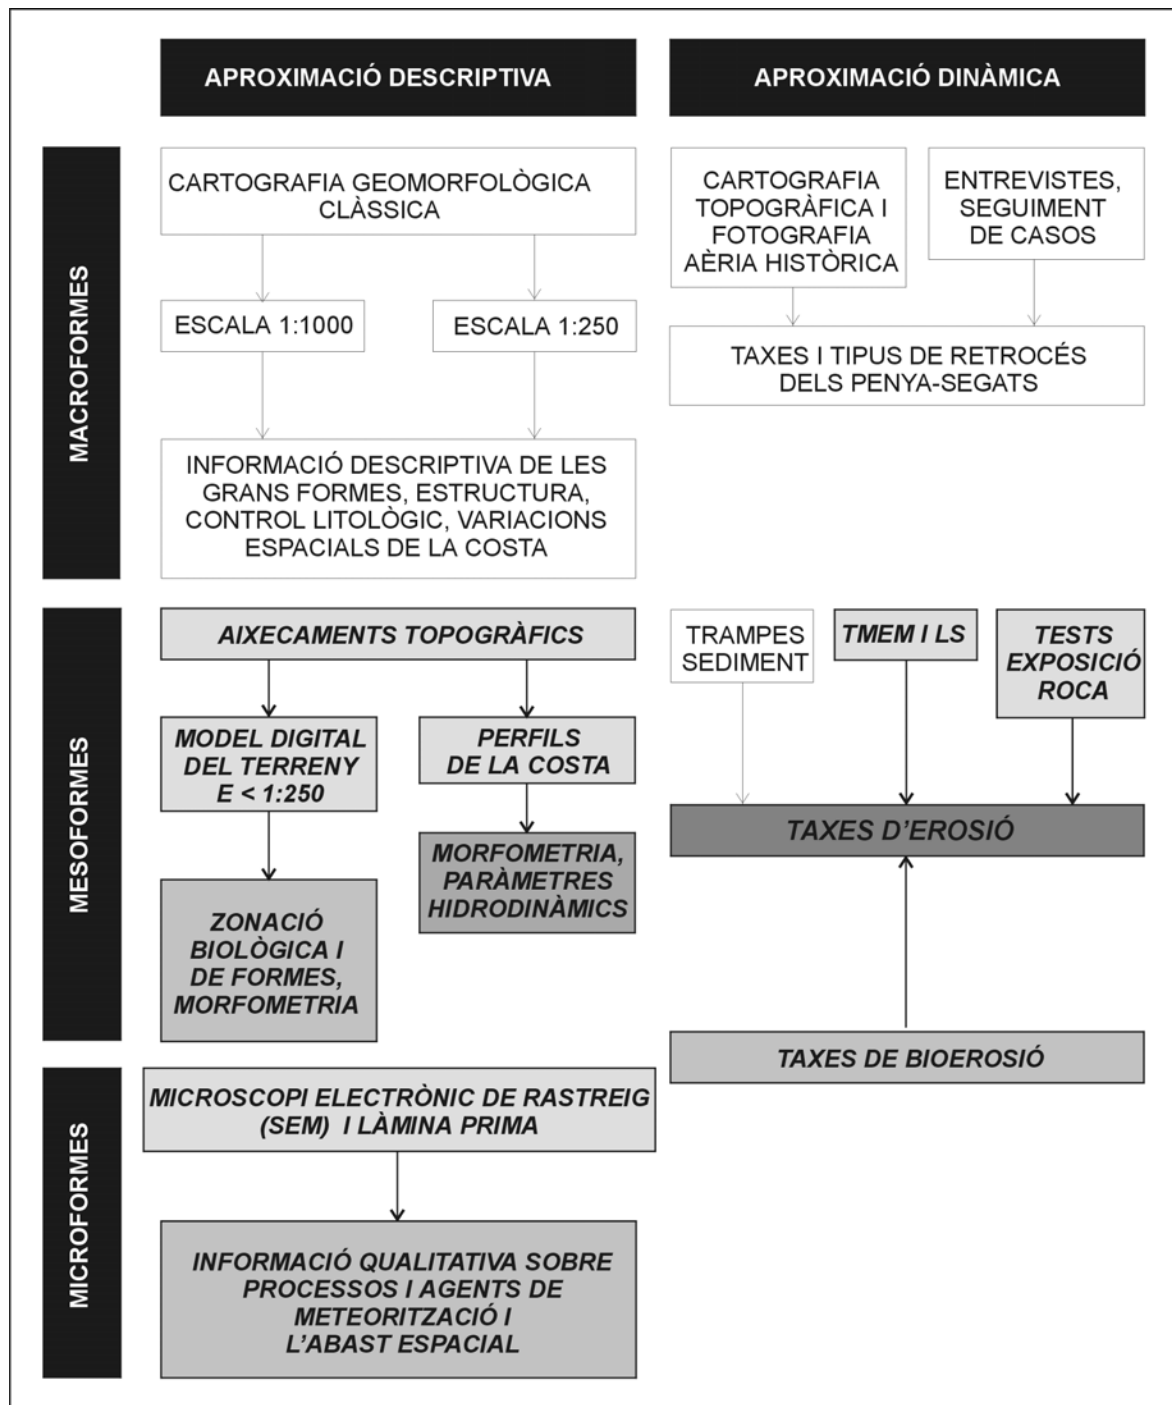 APROXIMACIÓ DESCRIPTIVA
APROXIMACIÓ DINÀMICA
MACROFORMES
CARTOGRAFIA GEOMORFOLÒGICA
CLÀSSICA
ESCALA 1:1000
ESCALA 1:250
INFORMACIÓ DESCRIPTIVA DE LES
GRANS FORMES, ESTRUCTURA,
CONTROL LITOLÒGIC, VARIACIONS
ESPACIALS DE LA COSTA
CARTOGRAFIA
TOPOGRÀFICA I
FOTOGRAFIA
AÈRIA HISTÒRICA
ENTREVISTES,
SEGUIMENT
DE CASOS
TAXES I TIPUS DE RETROCÉS
DELS PENYA-SEGATS
MESOFORMES
AIXECAMENTS TOPOGRÀFICS
MODEL DIGITAL
DEL TERRENY
E < 1:250
PERFILS
DE LA COSTA
ZONACIÓ
BIOLÒGICA I
DE FORMES,
MORFOMETRIA
MORFOMETRIA,
PARÀMETRES
HIDRODINÀMICS
TRAMPES
SEDIMENT
TMEM I LS
TESTS
EXPOSICIÓ
ROCA
TAXES D'EROSIÓ
TAXES DE BIOEROSIÓ
MICROFORMES
MICROSCOPI ELECTRÒNIC DE RASTREIG
(SEM) I LÀMINA PRIMA
INFORMACIÓ QUALITATIVA SOBRE
PROCESSOS I AGENTS DE
METEORITZACIÓ I
L'ABAST ESPACIAL